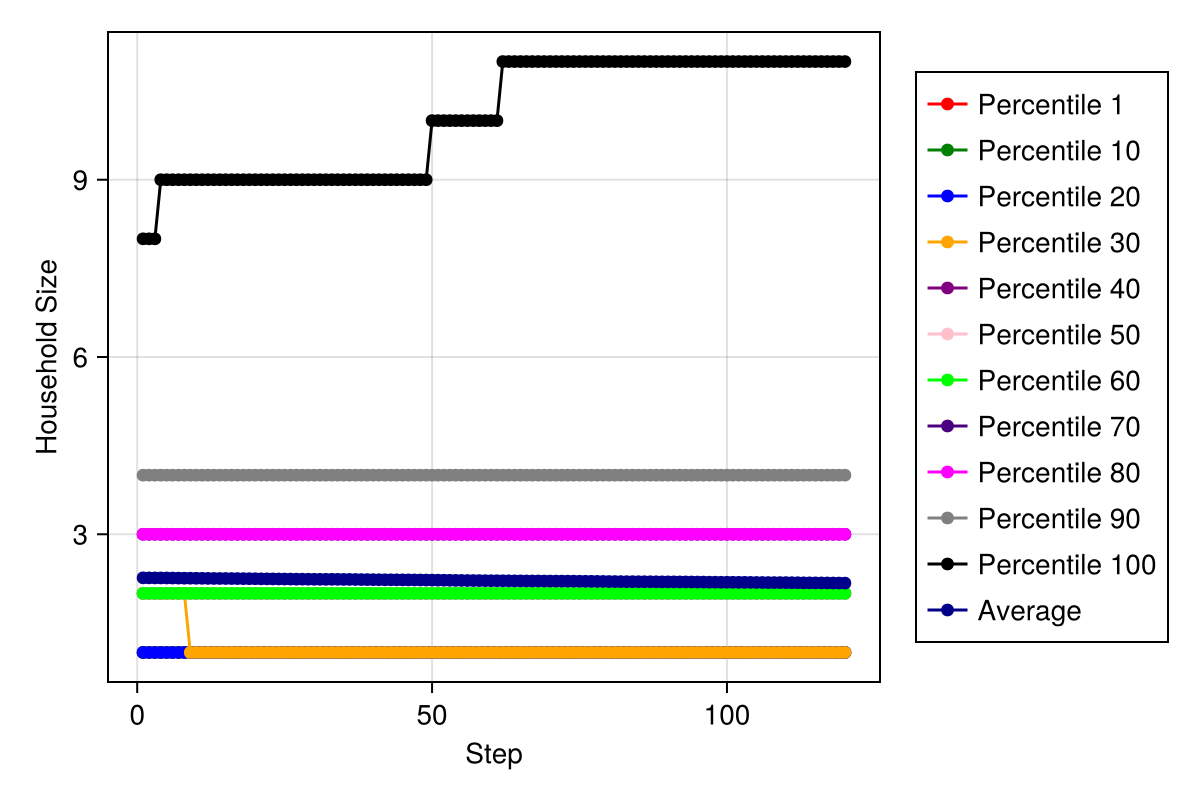 Household Size
9
6
3
0
50
100
Step
Percentile 1
Percentile 10
Percentile 20
Percentile 30
Percentile 40
Percentile 50
Percentile 60
Percentile 70
Percentile 80
Percentile 90
Percentile 100
Average